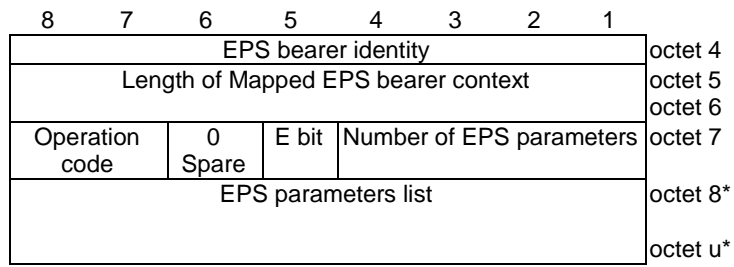 8 7 6 5 4 3 2 1
EPS bearer identity octet 4
Length of Mapped EPS bearer context octet 5
octet 6
Operation 0 E bit Number of EPS parameters octet 7
code Spare
EPS parameters list octet 8*
octet u*